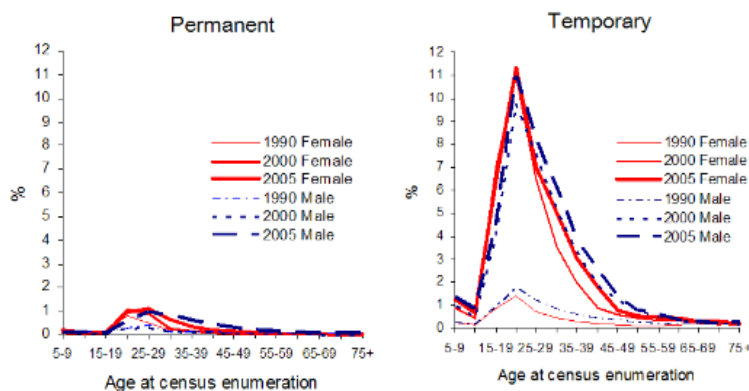 Permanent
12
11
10
9
8
7
6
5
4
3
2
1
0
%
1990 Female
2000 Female
2005 Female
1990 Male
2000 Male
2005 Male
5-9 15-19 25-29 35-39 45-49 55-59 65-69 75+
Age at census enumeration
Temporary
12
11
10
9
8
7
6
5
4
3
2
1
0
%
1990 Female
2000 Female
2005 Female
1990 Male
2000 Male
2005 Male
5-9 15-19 25-29 35-39 45-49 55-59 65-69 75+
Age at census enumeration